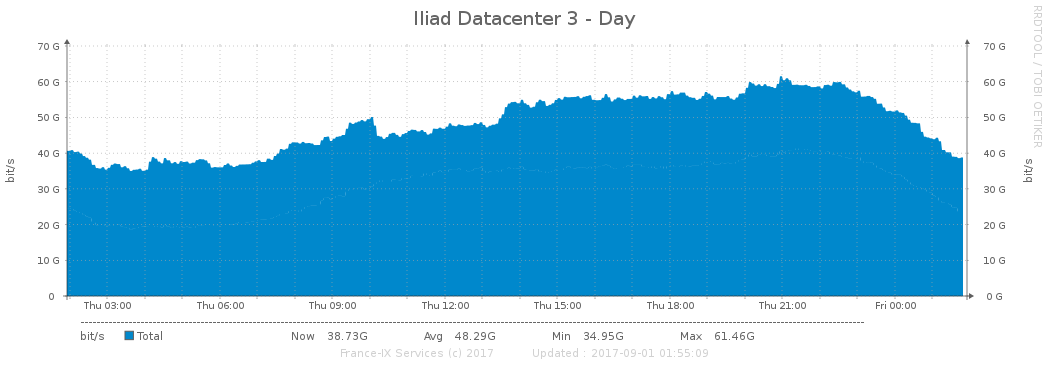 Iliad Datacenter 3 - Day
RRDTOOL / TOBI OETIKER
70 G 70 G
60 G 60 G
50 G 50 G
40 G 40 G
30 G 30 G
20 G 20 G
10 G 10 G
0 0 G
bit/s bit/s
Thu 03:00 Thu 06:00 Thu 09:00 Thu 12:00 Thu 15:00 Thu 18:00 Thu 21:00 Fri 00:00
bit/s Total Now 38.73G Avg 48.29G Min 34.95G Max 61.46G
France-IX Services (c) 2017 Updated : 2017-09-01 01:55:09